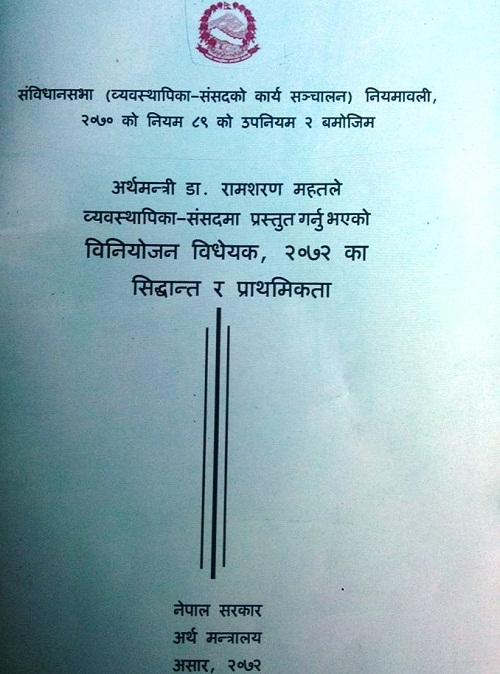 संविधानसभा (व्यवस्थापिका-संसदको कार्य सञ्चालन) नियमावली,
२०७० को नियम ८९ को उपनियम २ बमोजिम
अर्थमन्त्री डा. रामशरण महतले
व्यवस्थापिका-संसदमा प्रस्तुत गर्नु भएको
विनियोजन विधेयक, २०७२ का
सिद्धान्त र प्राथमिकता
नेपाल सरकार
अर्थ मन्त्रालय
असार, २०७२